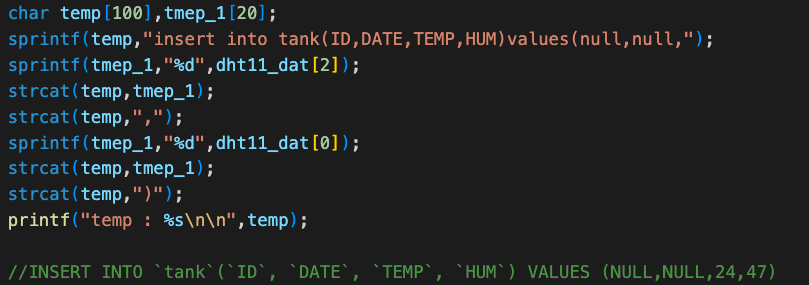 char temp[100],tmep_1[20];
sprintf(temp,"insert into tank(ID,DATE,TEMP,HUM)values(null,null,");
sprintf(tmep_1,"%d",dht11_dat[2]);
strcat(temp,tmep_1);
strcat(temp,",");
sprintf(tmep_1,"%d",dht11_dat[0]);
strcat(temp,tmep_1);
strcat(temp,")");
printf("temp : %s\n\n",temp);
//INSERT INTO `tank`(`ID`, `DATE`, `TEMP`, `HUM`) VALUES (NULL,NULL,24,47)